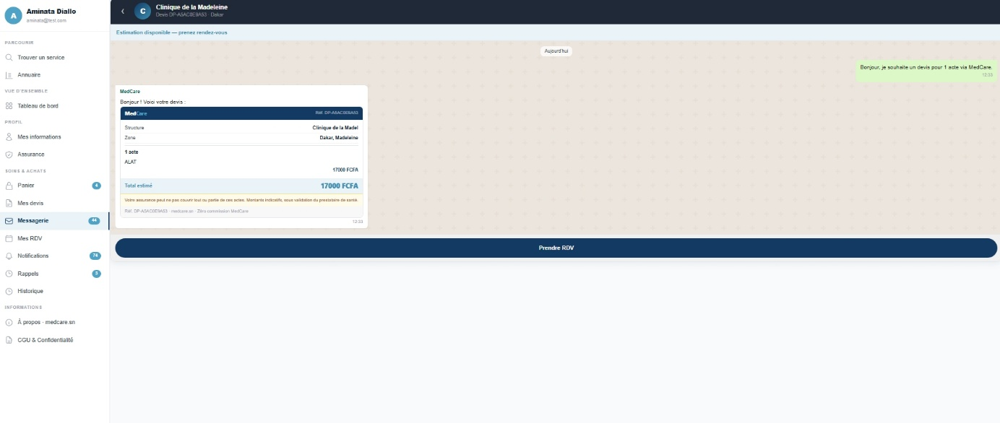 A
Aminata Diallo
aminata@test.com
PARCOURIR
Trouver un service
Annuaire
VUE D'ENSEMBLE
Tableau de bord
PROFIL
Mes informations
Assurance
SOINS & ACHATS
Panier 4
Mes devis
Messagerie 44
Mes RDV
Notifications 74
Rappels 3
Historique
INFORMATIONS
À propos · medcare.sn
CGU & Confidentialité
C
Clinique de la Madeleine
Devis DP-A5AC0E9A53 · Dakar
Estimation disponible — prenez rendez-vous
Aujourd'hui
Bonjour, je souhaite un devis pour 1 acte via MedCare.
12:33
MedCare
Bonjour ! Voici votre devis :
MedCare Réf. DP-A5AC0E9A53
Structure Clinique de la Madel
Zone Dakar, Madeleine
1 acte
ALAT
17000 FCFA
Total estimé 17000 FCFA
Votre assurance peut ne pas couvrir tout ou partie de ces actes. Montants indicatifs, sous validation du prestataire de santé.
Réf. DP-A5AC0E9A53 · medcare.sn · Zéro commission MedCare
12:33
Prendre RDV